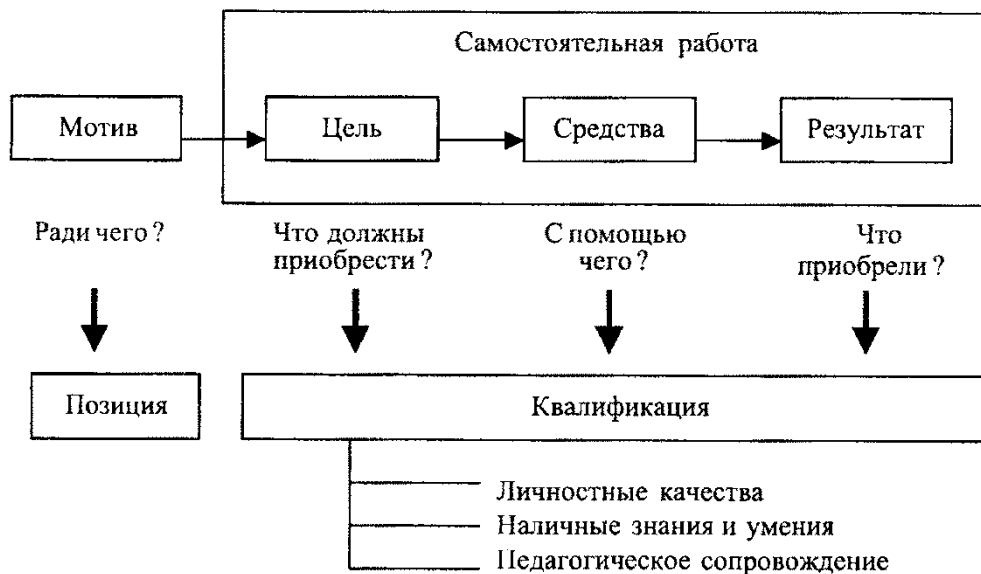 Самостоятельная работа
Мотив
Цель
Средства
Результат
Ради чего?
Что должны
приобрести?
С помощью
чего?
Что
приобрели?
Позиция
Квалификация
Личностные качества
Наличные знания и умения
Педагогическое сопровождение